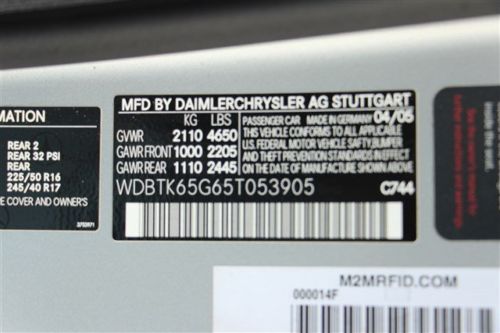 MATION
REAR 2
REAR 32 PSI
225/50 R16
245/40 R17
E COVER AND OWNER'S
3753971
MFD BY DAIMLERCHRYSLER AG STUTTGART
KG LBS
GVWR 2110 4650
GAWR FRONT 1000 2205
GAWR REAR 1110 2445
PASSENGER CAR MADE IN GERMANY 04/05
THIS VEHICLE CONFORMS TO ALL APPLICABLE
U.S. FEDERAL MOTOR VEHICLE SAFTY,BUMPER
AND THEFT PREVENTION STANDARDS IN EFFECT
ON THE DATE OF MANUFACTURE SHOWN ABOVE
WDBTK65G65T053905
C744
M2MRFID.COM
000014F